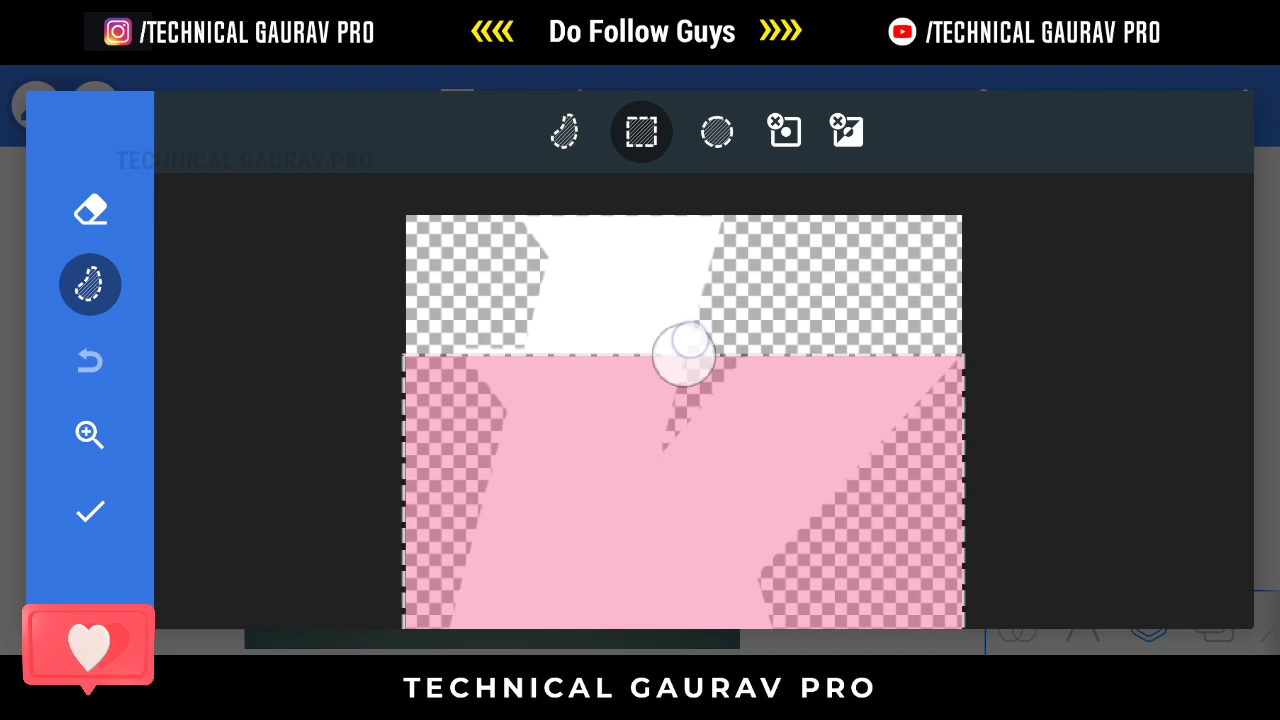 /TECHNICAL GAURAV PRO
Do Follow Guys
/TECHNICAL GAURAV PRO
TECHNICAL GAURAV PRO
TECHNICAL GAURAV PRO